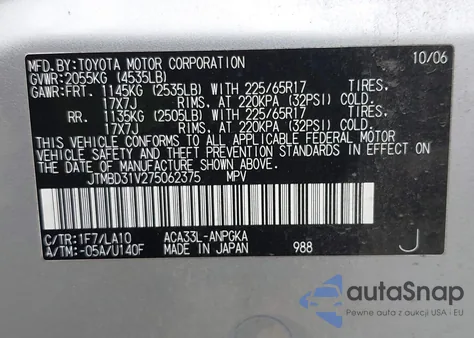 MFD.BY:TOYOTA MOTOR CORPORATION 10/06
GVWR:2055KG (4535LB)
GAWR:FRT. 1145KG (2535LB) WITH 225/65R17 TIRES.
17X7J RIMS. AT 220KPA (32PSI) COLD.
RR. 1135KG (2505LB) WITH 225/65R17 TIRES.
17X7J RIMS. AT 220KPA (32PSI) COLD.
THIS VEHICLE CONFORMS TO ALL APPLICABLE FEDERAL MOTOR
VEHICLE SAFETY AND THEFT PREVENTION STANDARDS IN EFFECT ON
THE DATE OF MANUFACTURE SHOWN ABOVE.
JTMBD31V275062375 MPV
C/TR:1F7/LA10 ACA33L-ANPGKA
A/TM:-05A/U140F MADE IN JAPAN 988 J
autoSnap
Pewne auta z aukcji USA - EU